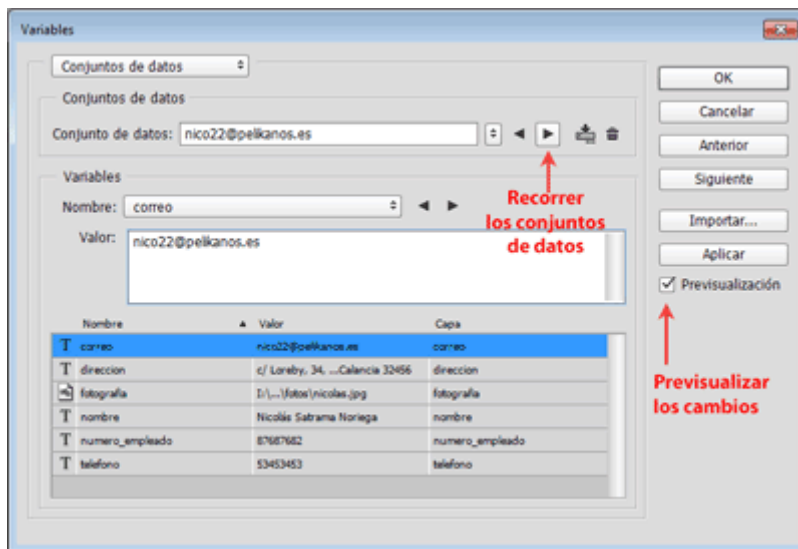 Variables
Conjuntos de datos
Conjuntos de datos
Conjunto de datos: nico22@pelikanos.es
Variables
Nombre: correo
Valor: nico22@pelikanos.es
Nombre Valor Capa
T correo nico22@pelikanos.es correo
T direccion c/ Loreby, 34, ...Calancia 32456 direccion
fotografia I:\...\fotos\nicolas.jpg fotografia
T nombre Nicolás Satrama Noriega nombre
T numero_empleado 87687682 numero_empleado
T telefono 53453453 telefono
Recorrer
los conjuntos
de datos
OK
Cancelar
Anterior
Siguiente
Importar...
Aplicar
Previsualización
Previsualizar
los cambios